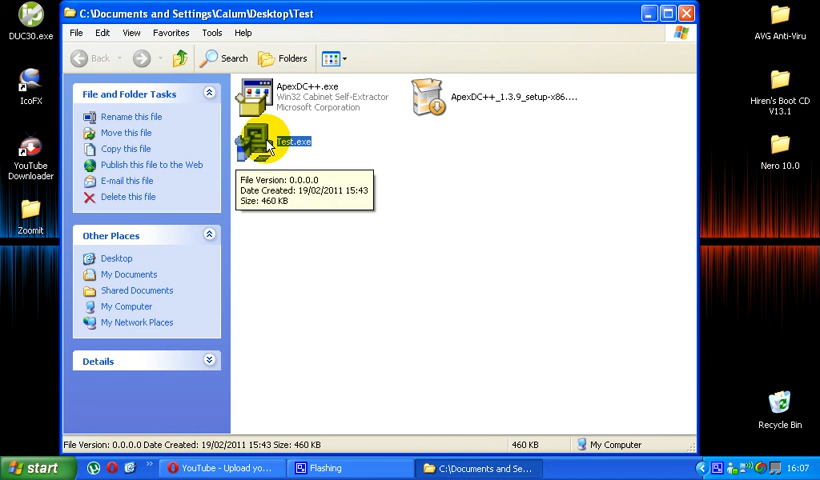 C:\Documents and Settings\Calum\Desktop\Test
File Edit View Favorites Tools Help
Back Search Folders
File and Folder Tasks
Rename this file
Move this file
Copy this file
Publish this file to the Web
E-mail this file
Delete this file
Other Places
Desktop
My Documents
Shared Documents
My Computer
My Network Places
Details
ApexDC++.exe
Win32 Cabinet Self-Extractor
Microsoft Corporation
ApexDC++_1.3.9_setup-x86....
Test.exe
File Version: 0.0.0.0
Date Created: 19/02/2011 15:43
Size: 460 KB
File Version: 0.0.0.0 Date Created: 19/02/2011 15:43 Size: 460 KB 460 KB My Computer
DUC30.exe
IcoFX
YouTube
Downloader
Zoomit
AVG Anti-Viru
Hiren's Boot CD
V13.1
Nero 10.0
Recycle Bin
start YouTube - Upload yo... Flashing C:\Documents and Se... 16:07